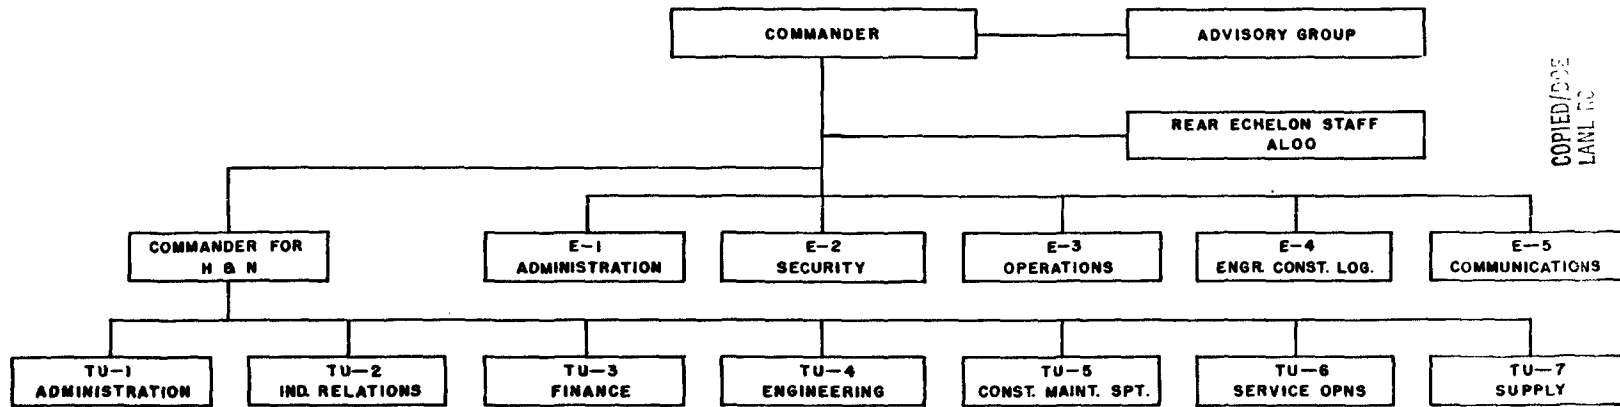 COMMANDER
ADVISORY GROUP
COPIED/DOE
LANL RC
REAR ECHELON STAFF
ALOO
COMMANDER FOR
H & N
E-1
ADMINISTRATION
E-2
SECURITY
E-3
OPERATIONS
E-4
ENGR. CONST. LOG.
E-5
COMMUNICATIONS
TU-1
ADMINISTRATION
TU-2
IND. RELATIONS
TU-3
FINANCE
TU-4
ENGINEERING
TU-5
CONST. MAINT. SPT.
TU-6
SERVICE OPNS
TU-7
SUPPLY